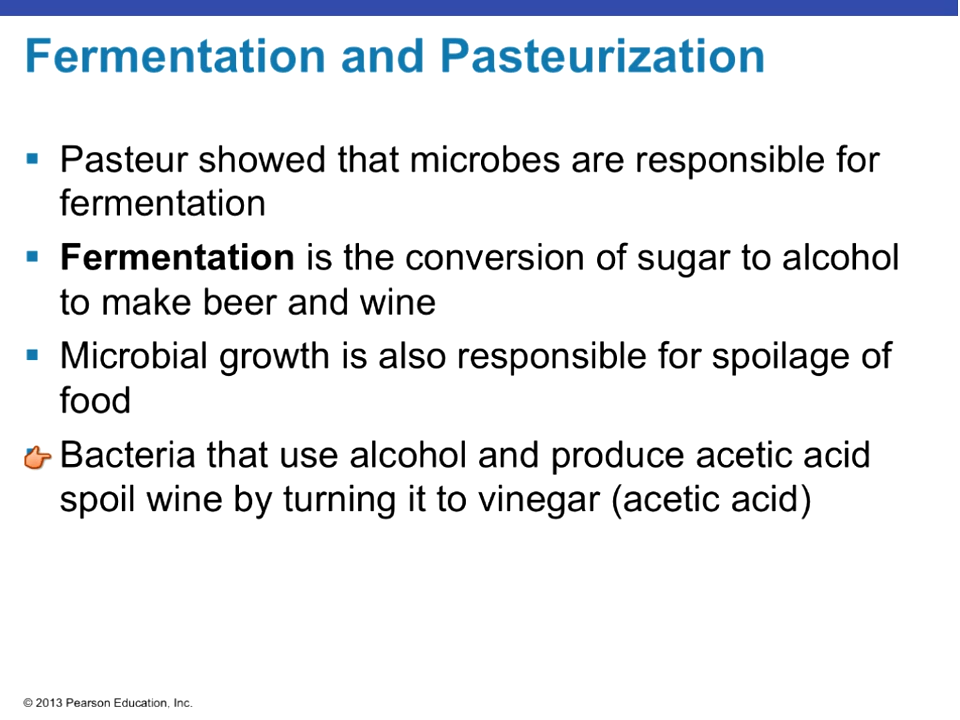 Fermentation and Pasteurization
Pasteur showed that microbes are responsible for
fermentation
Fermentation is the conversion of sugar to alcohol
to make beer and wine
Microbial growth is also responsible for spoilage of
food
Bacteria that use alcohol and produce acetic acid
spoil wine by turning it to vinegar (acetic acid)
© 2013 Pearson Education, Inc.